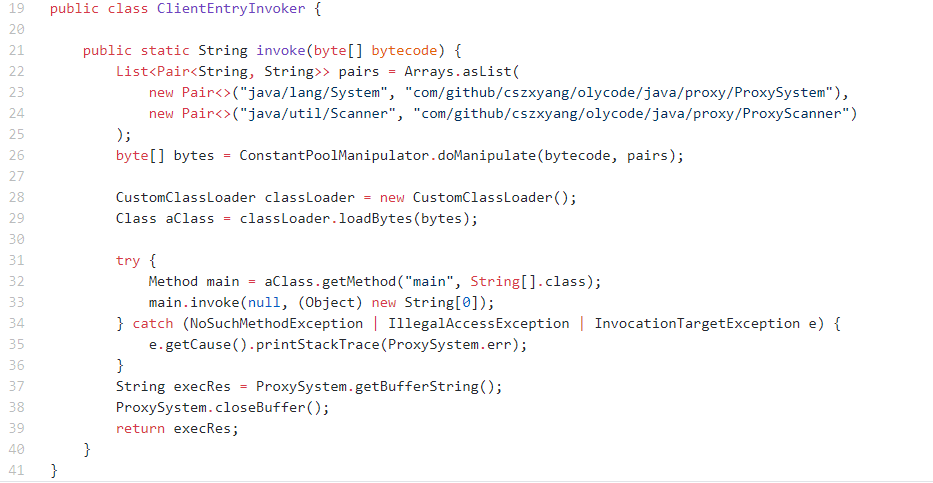 19 public class ClientEntryInvoker {
20
21     public static String invoke(byte[] bytecode) {
22         List<Pair<String, String>> pairs = Arrays.asList(
23             new Pair<>("java/lang/System", "com/github/cszxyang/olycode/java/proxy/ProxySystem"),
24             new Pair<>("java/util/Scanner", "com/github/cszxyang/olycode/java/proxy/ProxyScanner")
25         );
26         byte[] bytes = ConstantPoolManipulator.doManipulate(bytecode, pairs);
27
28         CustomClassLoader classLoader = new CustomClassLoader();
29         Class aClass = classLoader.loadBytes(bytes);
30
31         try {
32             Method main = aClass.getMethod("main", String[].class);
33             main.invoke(null, (Object) new String[0]);
34         } catch (NoSuchMethodException | IllegalAccessException | InvocationTargetException e) {
35             e.getCause().printStackTrace(ProxySystem.err);
36         }
37         String execRes = ProxySystem.getBufferString();
38         ProxySystem.closeBuffer();
39         return execRes;
40     }
41 }